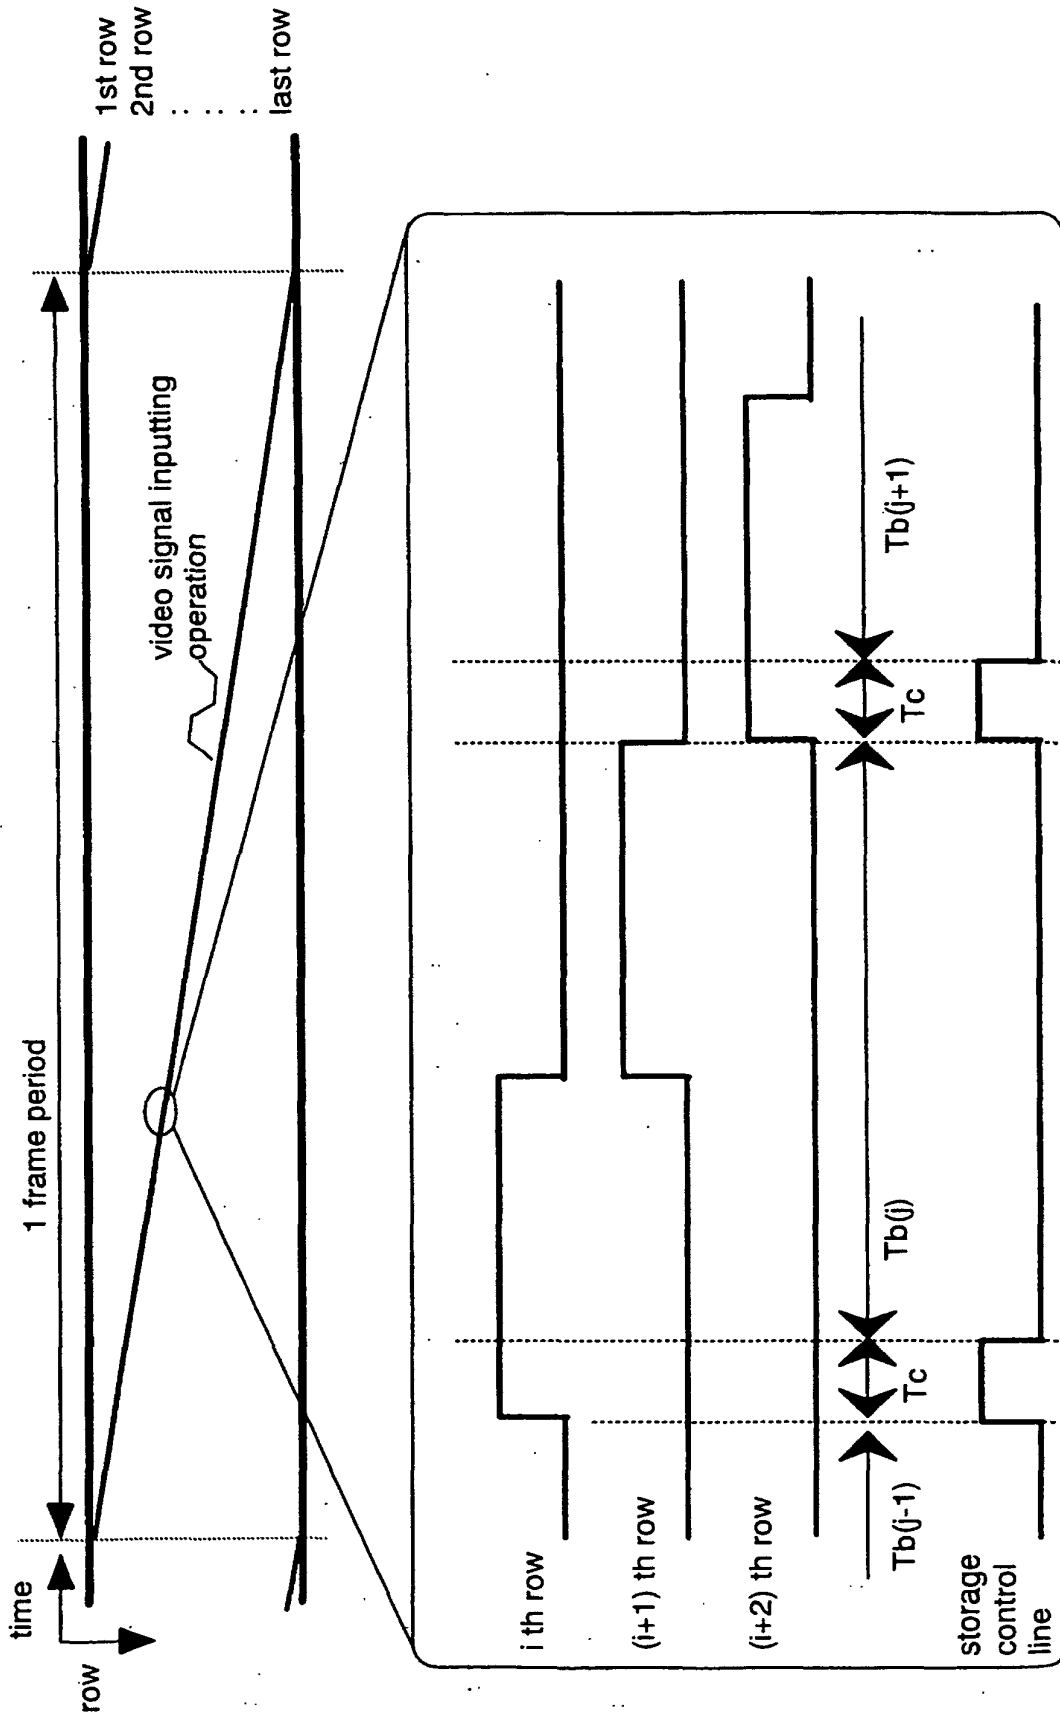 time
row
1 frame period
video signal inputting
operation
1st row
2nd row
: : : :
last row
i th row
(i+1) th row
(i+2) th row
Tb(j-1)
Tc
Tb(j)
Tc
Tb(j+1)
storage
control
line